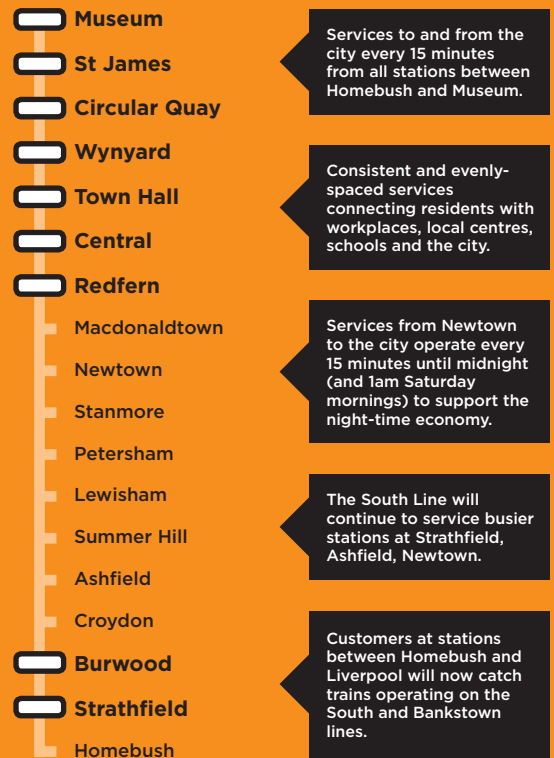 Museum
St James
Circular Quay
Wynyard
Town Hall
Central
Redfern
Macdonaldtown
Newtown
Stanmore
Petersham
Lewisham
Summer Hill
Ashfield
Croydon
Burwood
Strathfield
Homebush
Services to and from the
city every 15 minutes
from all stations between
Homebush and Museum.
Consistent and evenly-
spaced services
connecting residents with
workplaces, local centres,
schools and the city.
Services from Newtown
to the city operate every
15 minutes until midnight
(and 1am Saturday
mornings) to support the
night-time economy.
The South Line will
continue to service busier
stations at Strathfield,
Ashfield, Newtown.
Customers at stations
between Homebush and
Liverpool will now catch
trains operating on the
South and Bankstown
lines.